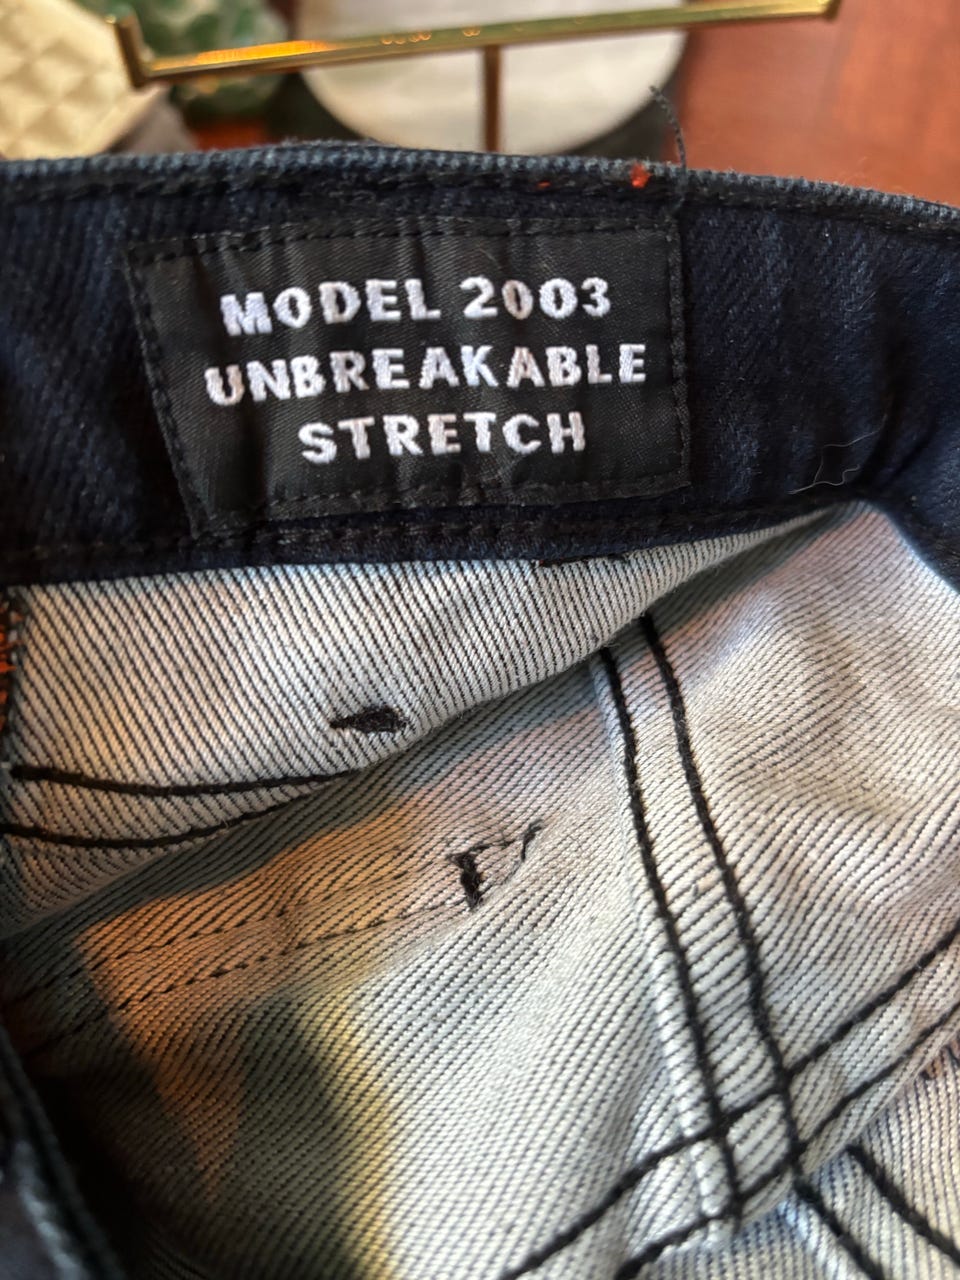 MODEL 2003
UNBREAKABLE
STRETCH